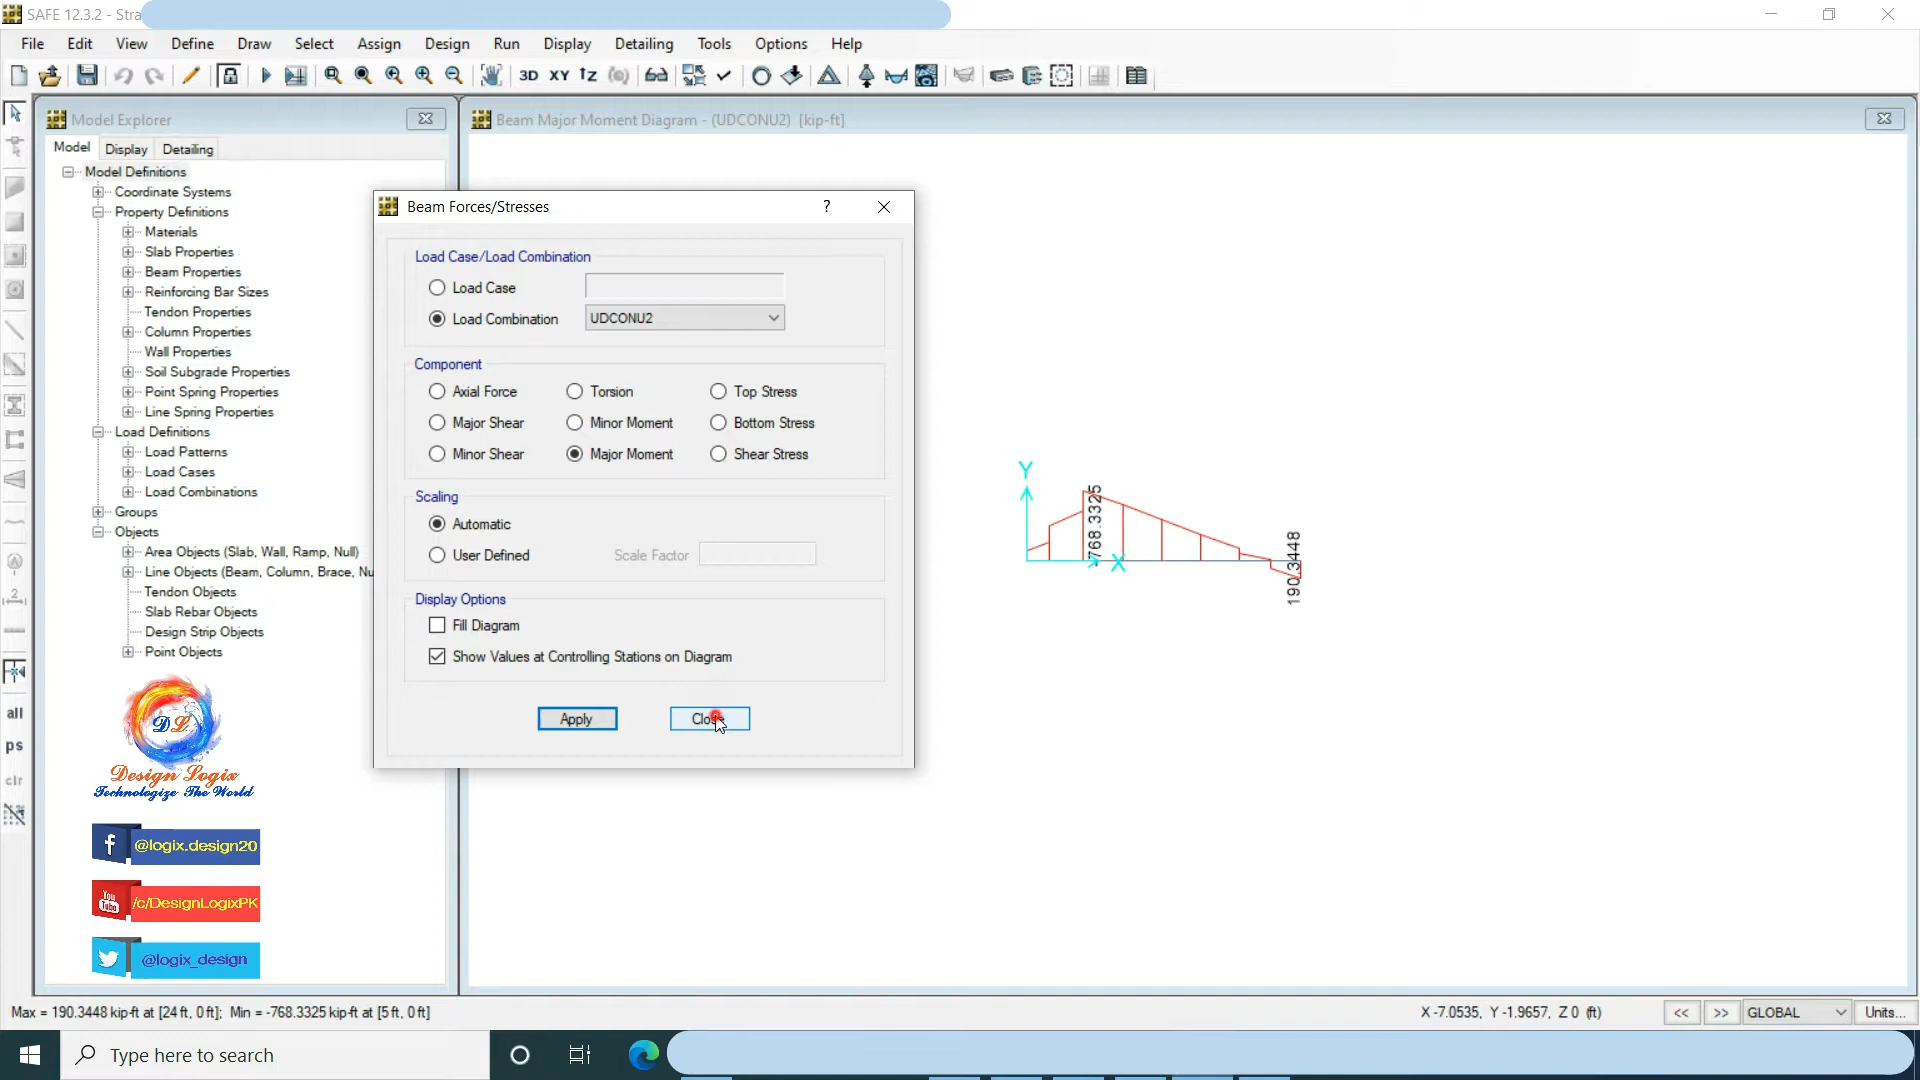 SAFE 12.3.2 - Stra
File Edit View Define Draw Select Assign Design Run Display Detailing Tools Options Help
3D XY
Model Explorer
Beam Major Moment Diagram - (UDCONU2) [kip-ft]
Model Display Detailing
Model Definitions
Coordinate Systems
Property Definitions
Materials
Slab Properties
Beam Properties
Reinforcing Bar Sizes
Tendon Properties
Column Properties
Wall Properties
Soil Subgrade Properties
Point Spring Properties
Line Spring Properties
Load Definitions
Load Patterns
Load Cases
Load Combinations
Groups
Objects
Area Objects (Slab, Wall, Ramp, Null)
Line Objects (Beam, Column, Brace, Nu
Tendon Objects
Slab Rebar Objects
Design Strip Objects
Point Objects
all
ps
clr
DL
Design Logix
Technologize The World
f @logix.design20
You Tube /c/DesignLogixPK
@logix_design
Beam Forces/Stresses ?
Load Case/Load Combination
Load Case
Load Combination UDCONU2
Component
Axial Force Torsion Top Stress
Major Shear Minor Moment Bottom Stress
Minor Shear Major Moment Shear Stress
Scaling
Automatic
User Defined Scale Factor
Display Options
Fill Diagram
Show Values at Controlling Stations on Diagram
Apply
Y
-768.3325
X
190.3448
Max = 190.3448 kip-ft at [24 ft, 0 ft]; Min = -768.3325 kip-ft at [5 ft, 0 ft]
X -7.0535, Y -1.9657, Z 0 (ft) << >> GLOBAL Units...
Type here to search